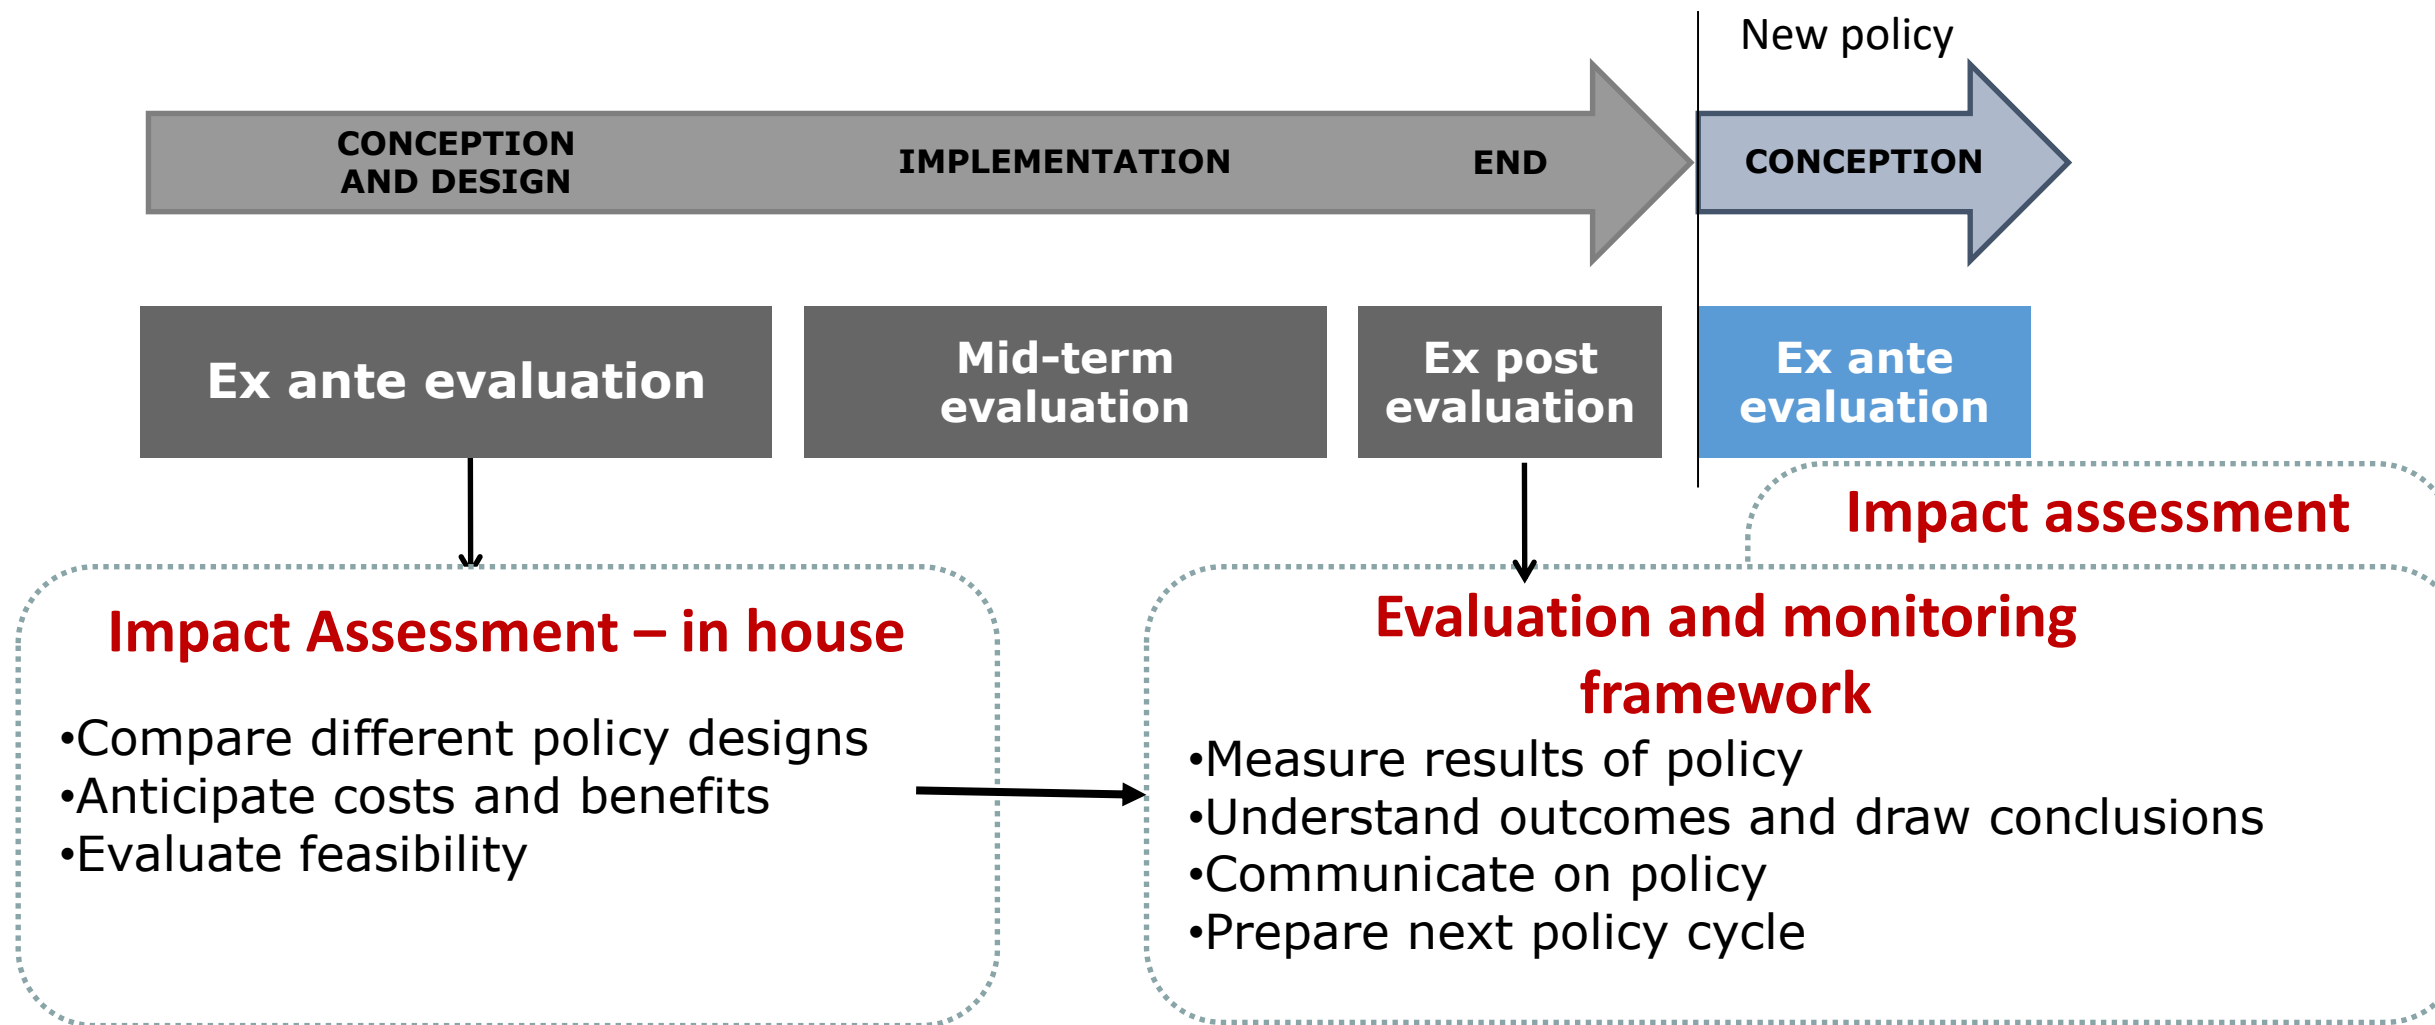 New policy
CONCEPTION
AND DESIGN
IMPLEMENTATION
END
CONCEPTION
Ex ante evaluation
Mid-term
evaluation
Ex post
evaluation
Ex ante
evaluation
Impact assessment
Impact Assessment – in house
•Compare different policy designs
•Anticipate costs and benefits
•Evaluate feasibility
Evaluation and monitoring
framework
•Measure results of policy
•Understand outcomes and draw conclusions
•Communicate on policy
•Prepare next policy cycle